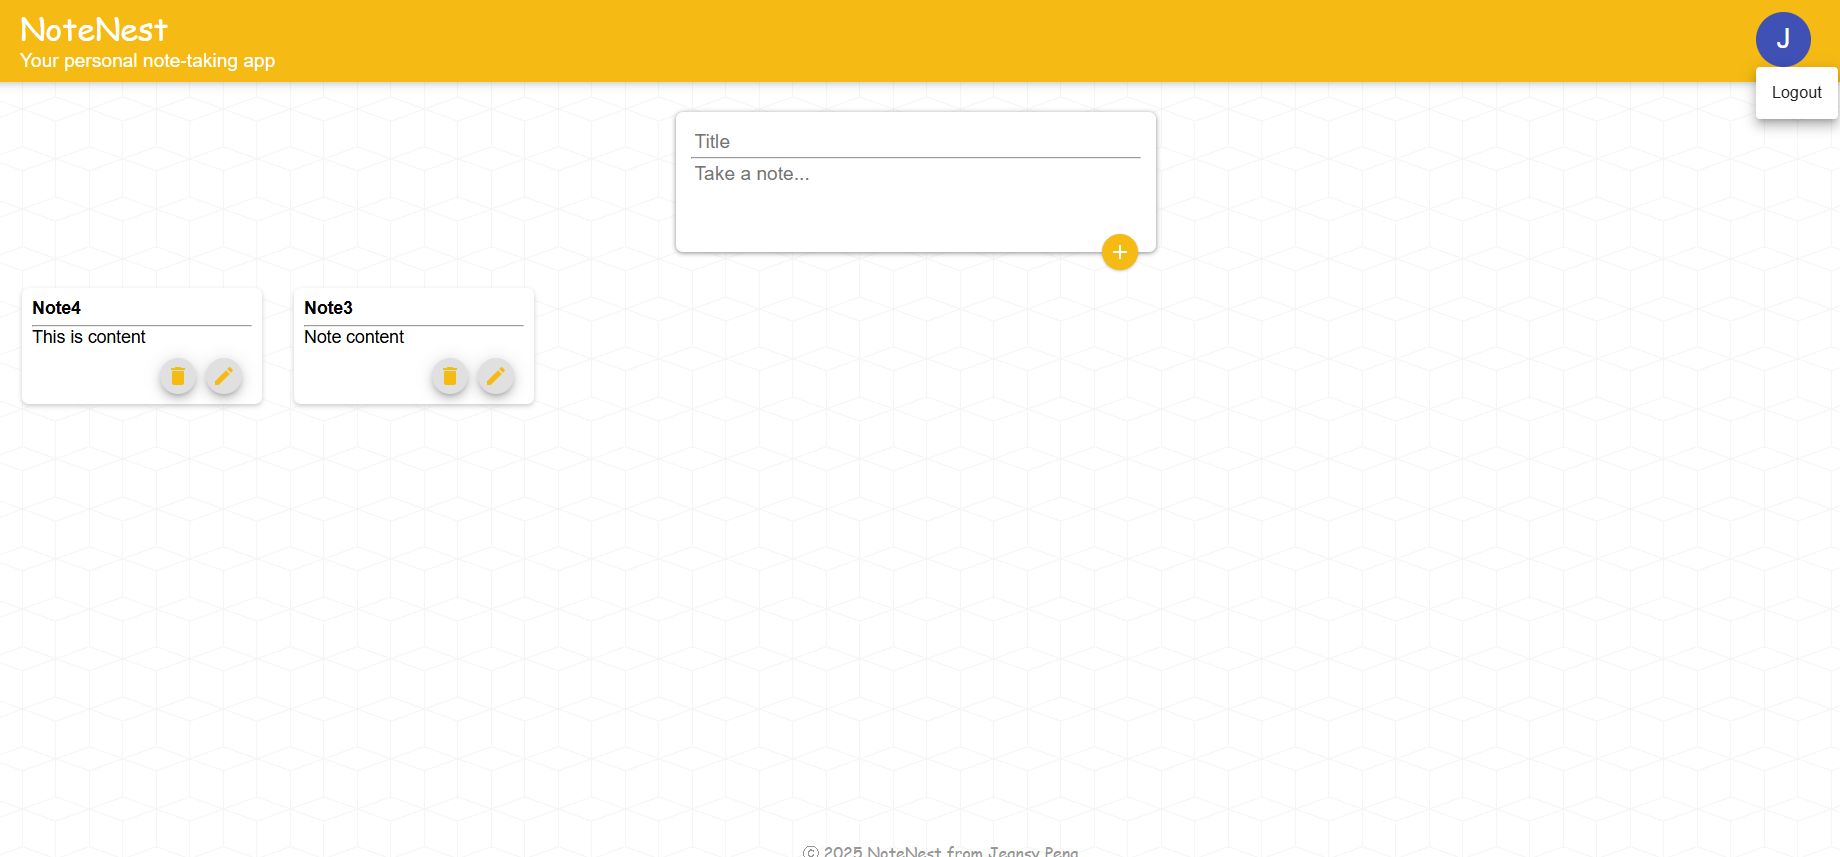 NoteNest
Your personal note-taking app
J
Logout
Title
Take a note...
Note4
This is content
Note3
Note content
© 2025 NoteNest from Jeansy Pena